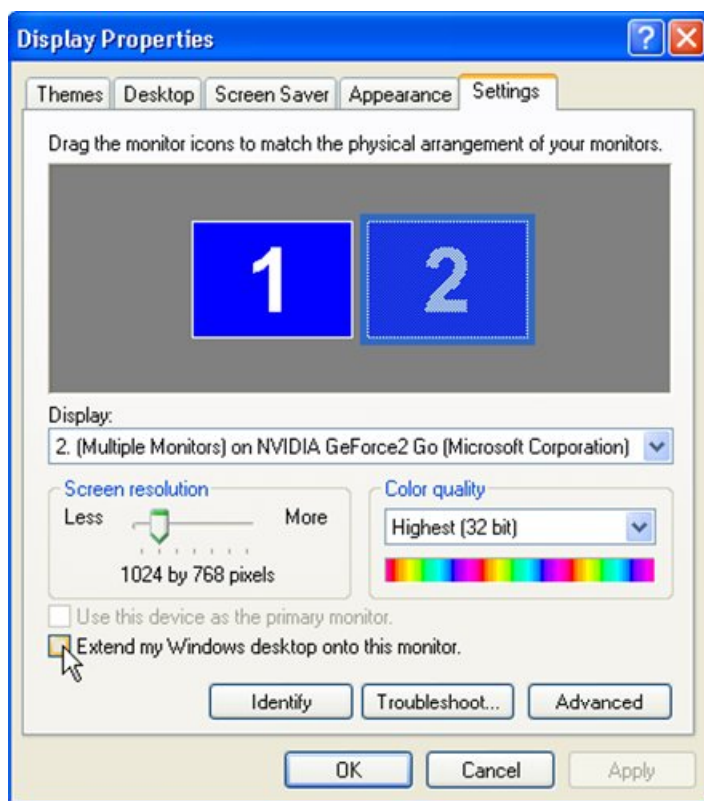 Display Properties
?
Themes Desktop Screen Saver Appearance Settings
Drag the monitor icons to match the physical arrangement of your monitors.
1 2
Display:
2. (Multiple Monitors) on NVIDIA GeForce2 Go (Microsoft Corporation)
Screen resolution
Less More
1024 by 768 pixels
Color quality
Highest (32 bit)
Use this device as the primary monitor.
Extend my Windows desktop onto this monitor.
Identify Troubleshoot... Advanced
OK Cancel Apply